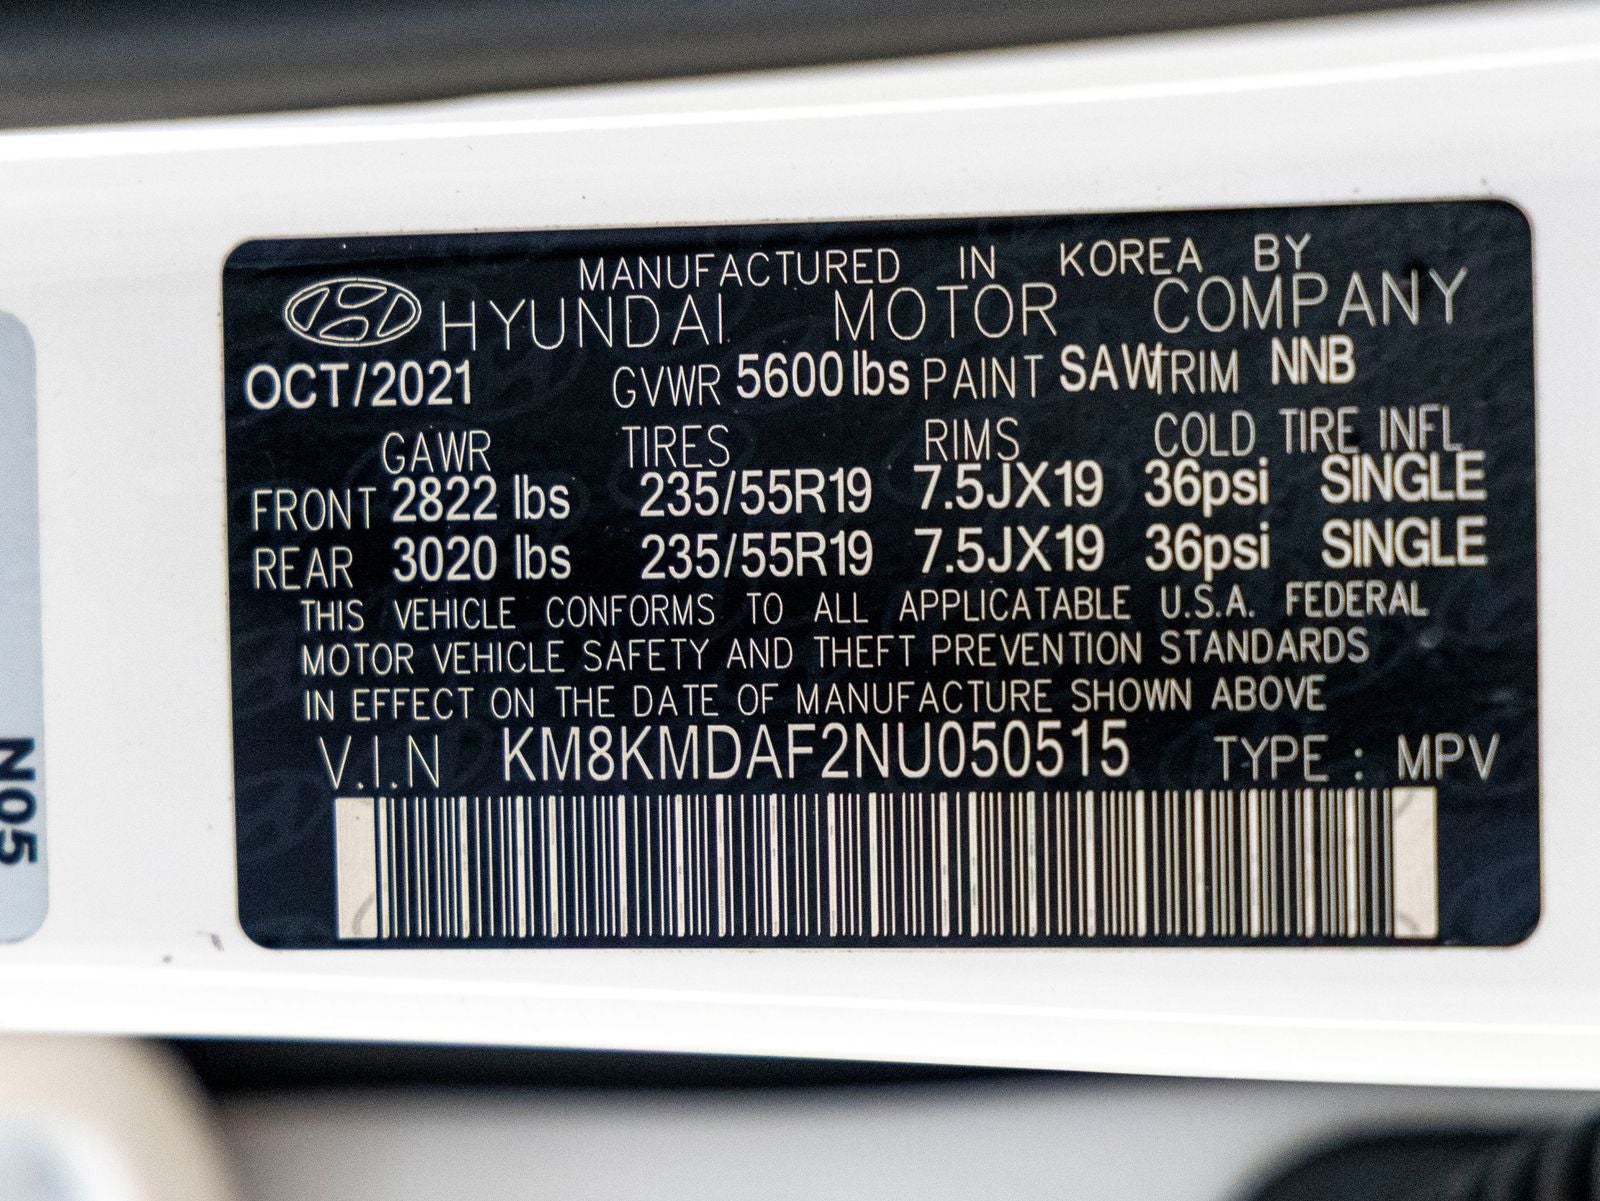 MANUFACTURED IN KOREA BY
HYUNDAI MOTOR COMPANY
OCT/2021 GVWR 5600 lbs PAINT SAW TRIM NNB
GAWR TIRES RIMS COLD TIRE INFL
FRONT 2822 lbs 235/55R19 7.5JX19 36psi SINGLE
REAR 3020 lbs 235/55R19 7.5JX19 36psi SINGLE
THIS VEHICLE CONFORMS TO ALL APPLICATABLE U.S.A. FEDERAL
MOTOR VEHICLE SAFETY AND THEFT PREVENTION STANDARDS
IN EFFECT ON THE DATE OF MANUFACTURE SHOWN ABOVE
V.I.N KM8KMDAF2NU050515 TYPE : MPV
N05